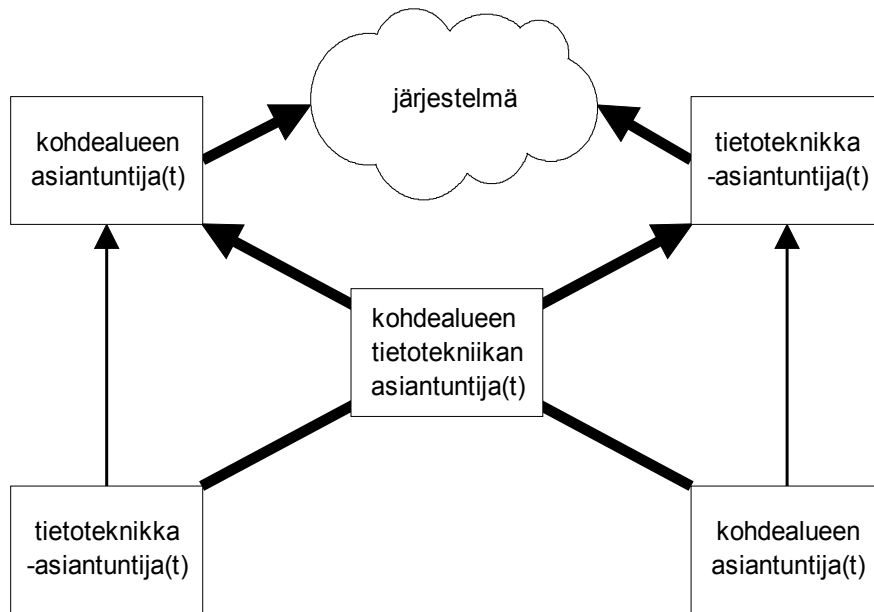 järjestelmä
kohdealueen
asiantuntija(t)
tietoteknikka
-asiantuntija(t)
kohdealueen
tietotekniikan
asiantuntija(t)
tietoteknikka
-asiantuntija(t)
kohdealueen
asiantuntija(t)